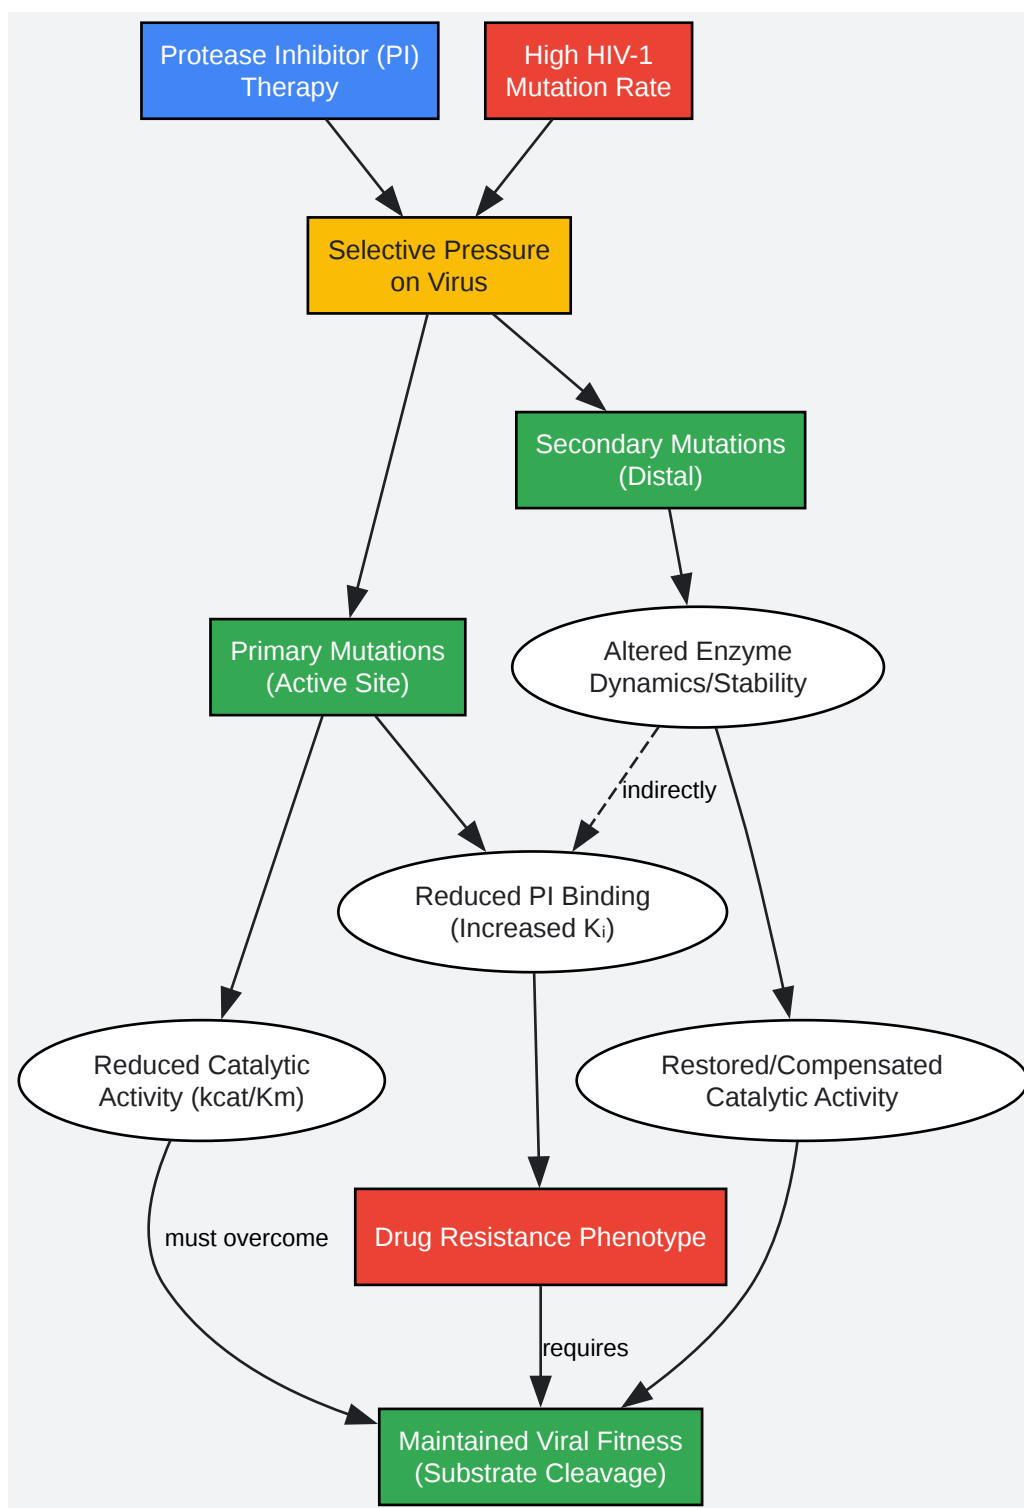 Protease Inhibitor (PI)
Therapy
High HIV-1
Mutation Rate
Selective Pressure
on Virus
Secondary Mutations
(Distal)
Primary Mutations
(Active Site)
Altered Enzyme
Dynamics/Stability
indirectly
Reduced PI Binding
(Increased Kᵢ)
Reduced Catalytic
Activity (kcat/Km)
Restored/Compensated
Catalytic Activity
must overcome
Drug Resistance Phenotype
requires
Maintained Viral Fitness
(Substrate Cleavage)